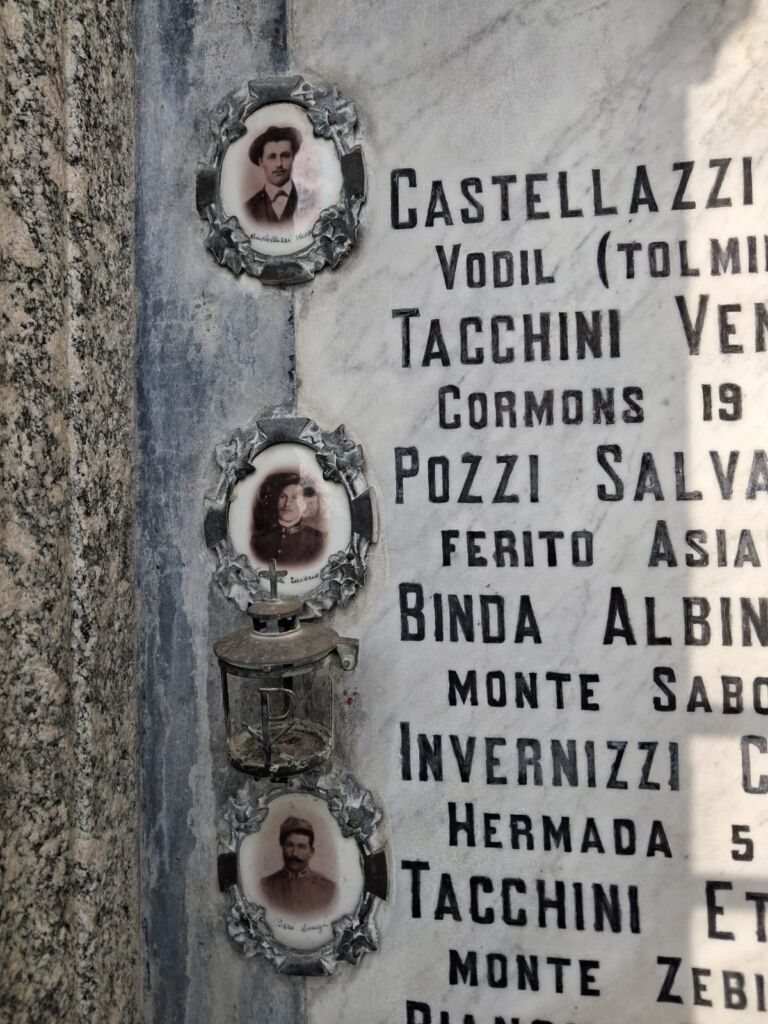 Castellazzi
CASTELLAZZI
VODIL (TOLMI
TACCHINI VEN
CORMONS 19
POZZI SALVA
FERITO ASIA
BINDA ALBIN
MONTE SABO
INVERNIZZI C
HERMADA 5
TACCHINI ET
MONTE ZEBI